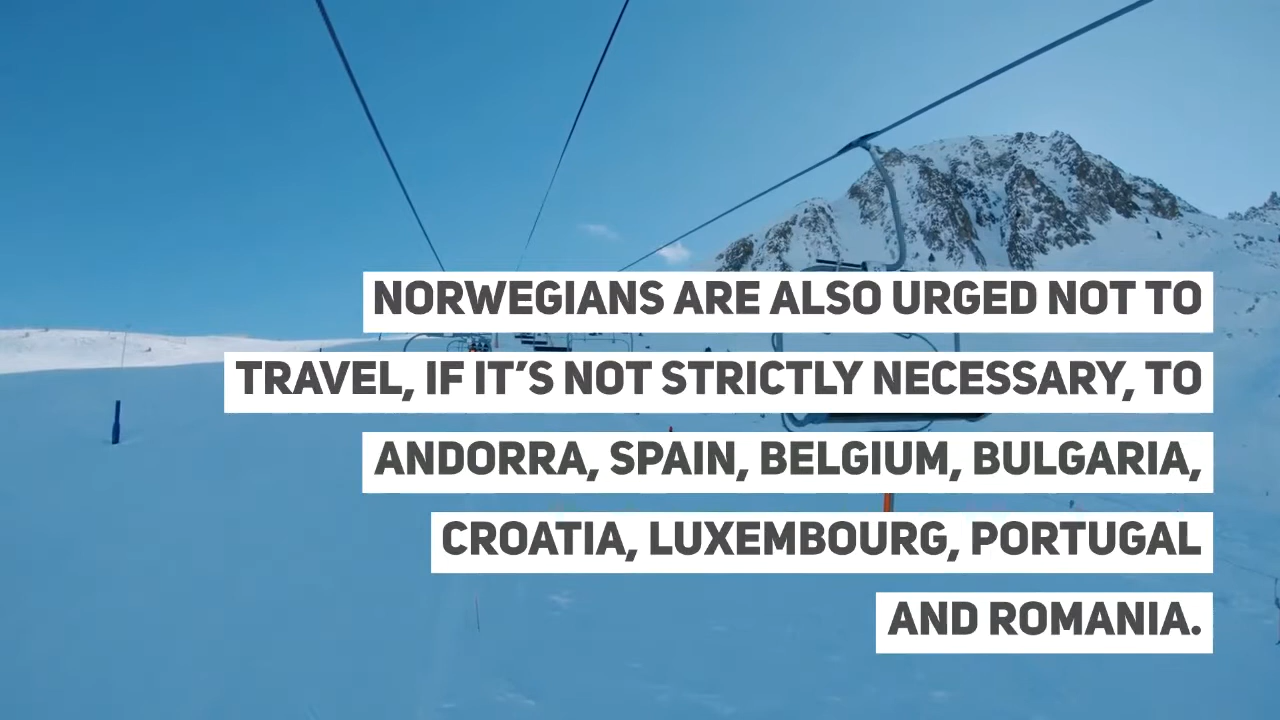 NORWEGIANS ARE ALSO URGED NOT TO
TRAVEL, IF IT’S NOT STRICTLY NECESSARY, TO
ANDORRA, SPAIN, BELGIUM, BULGARIA,
CROATIA, LUXEMBOURG, PORTUGAL
AND ROMANIA.